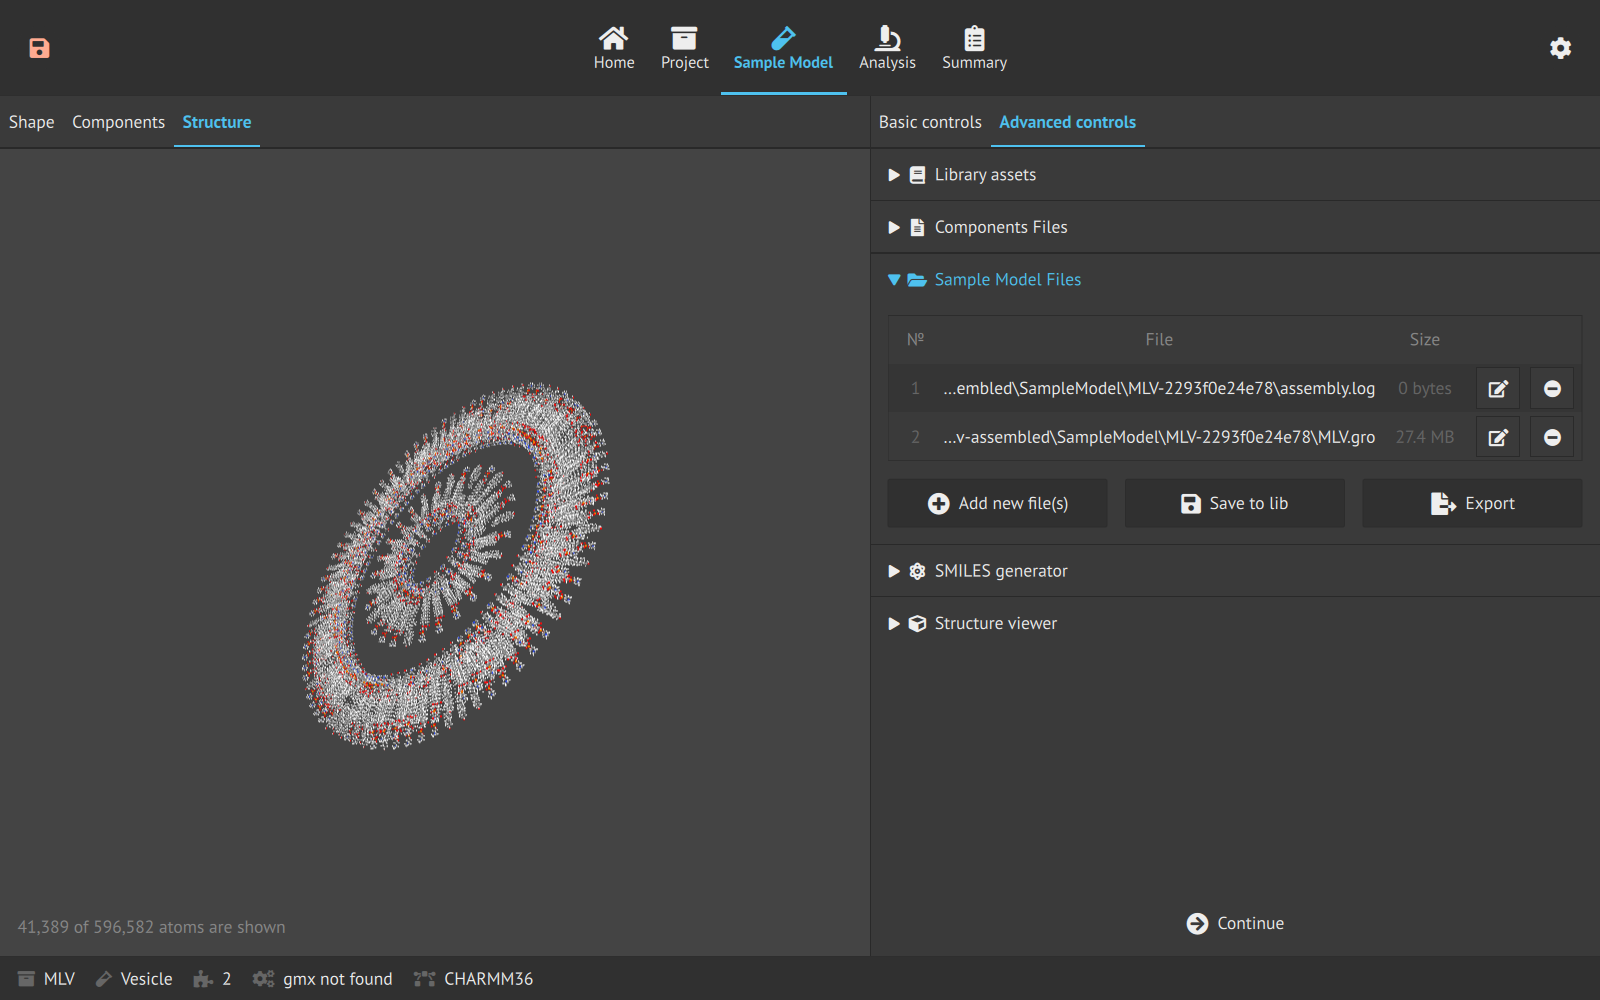 Home Project Sample Model Analysis Summary
Shape Components Structure
Basic controls Advanced controls
Library assets
Components Files
Sample Model Files
Nº File Size
1 ...embled\SampleModel\MLV-2293f0e24e78\assembly.log 0 bytes
2 ...v-assembled\SampleModel\MLV-2293f0e24e78\MLV.gro 27.4 MB
Add new file(s) Save to lib Export
SMILES generator
Structure viewer
41,389 of 596,582 atoms are shown
Continue
MLV Vesicle 2 gmx not found CHARMM36